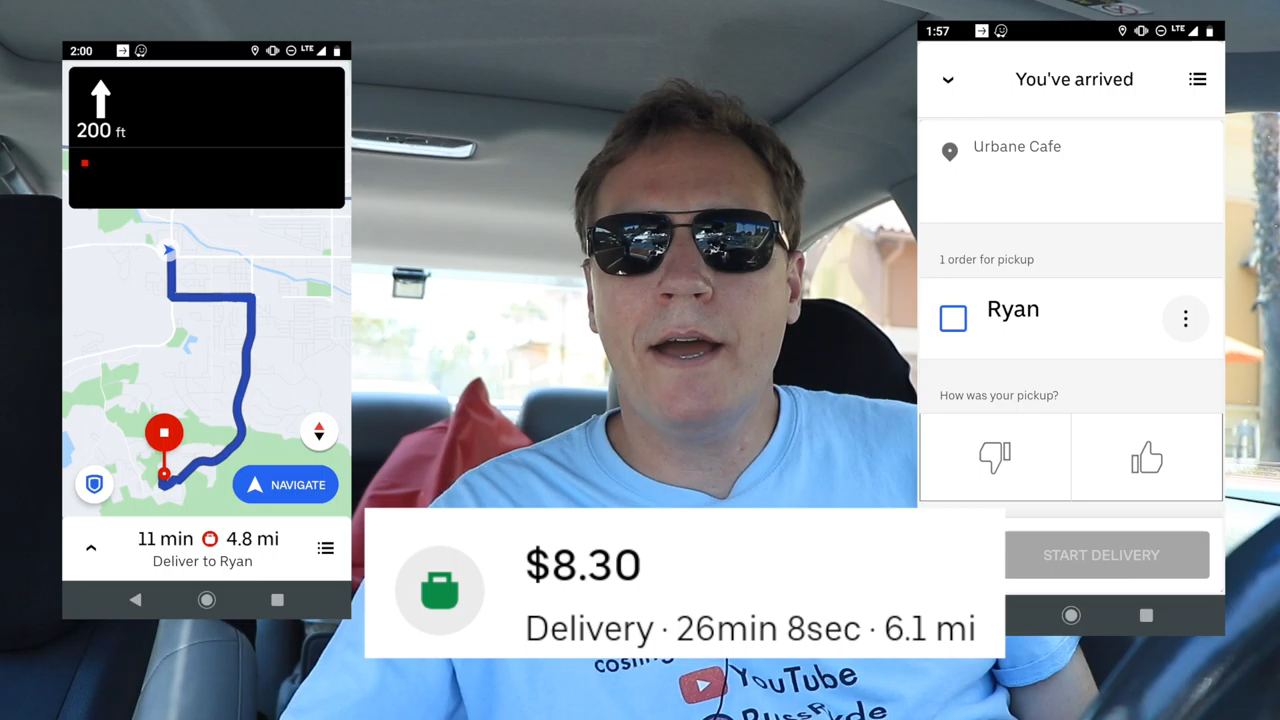 2:00
LTE
200 ft
NAVIGATE
11 min 4.8 mi
Deliver to Ryan
1:57
LTE
You've arrived
Urbane Cafe
1 order for pickup
Ryan
How was your pickup?
START DELIVERY
$8.30
Delivery · 26min 8sec · 6.1 mi
YouTube